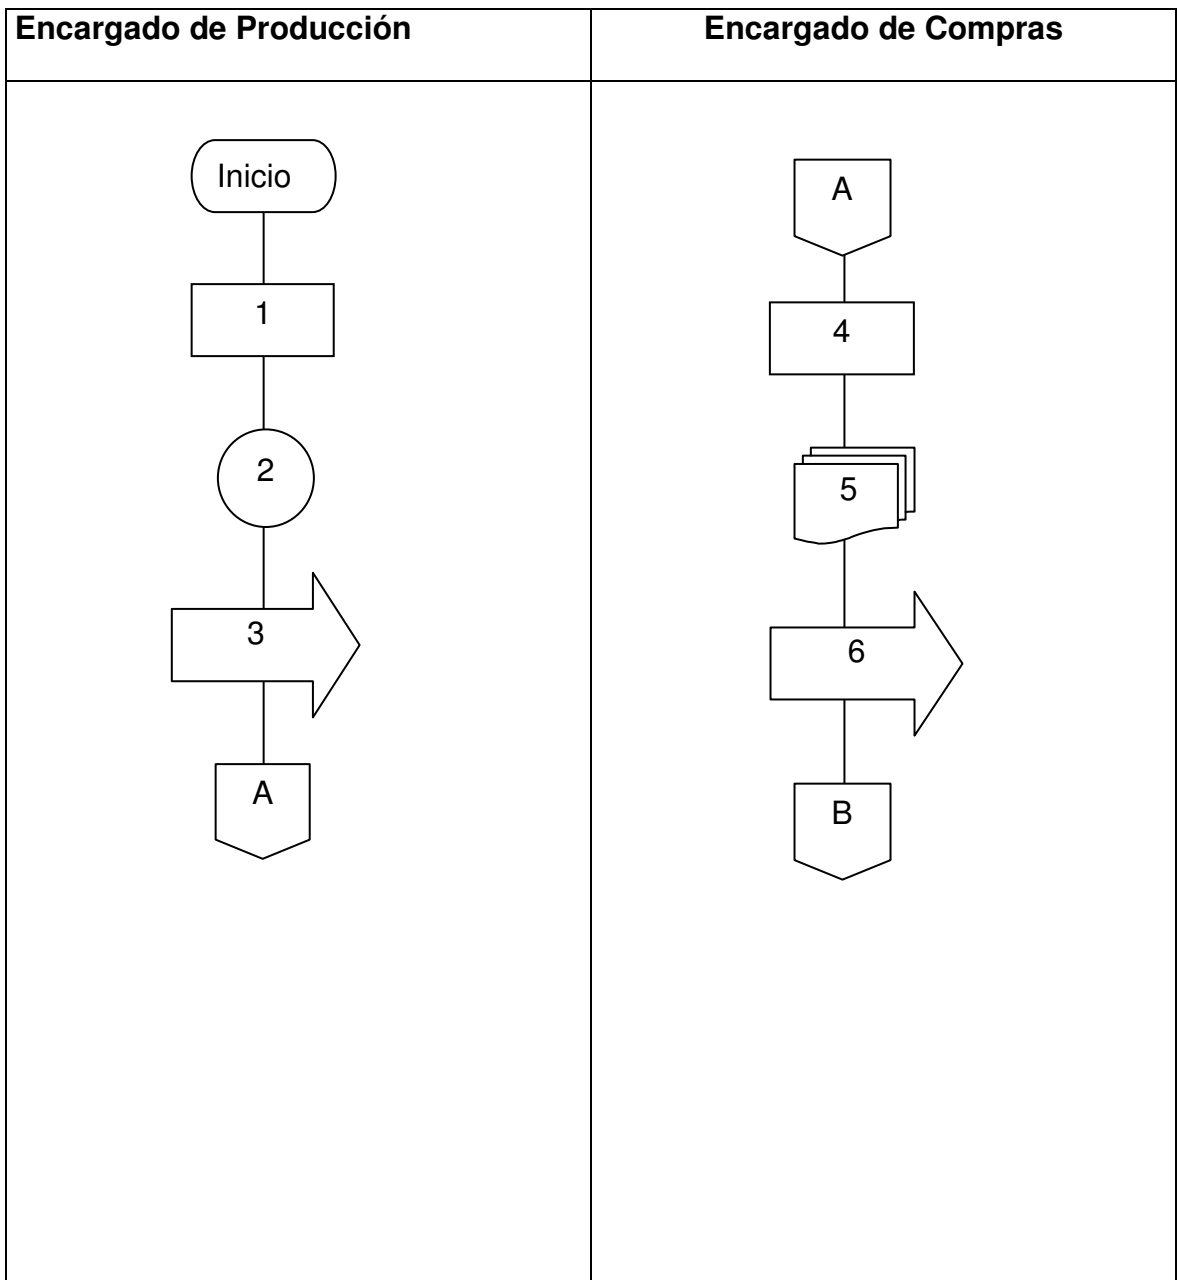 Encargado de Producción
Encargado de Compras
Inicio
1
2
3
A
A
4
5
6
B